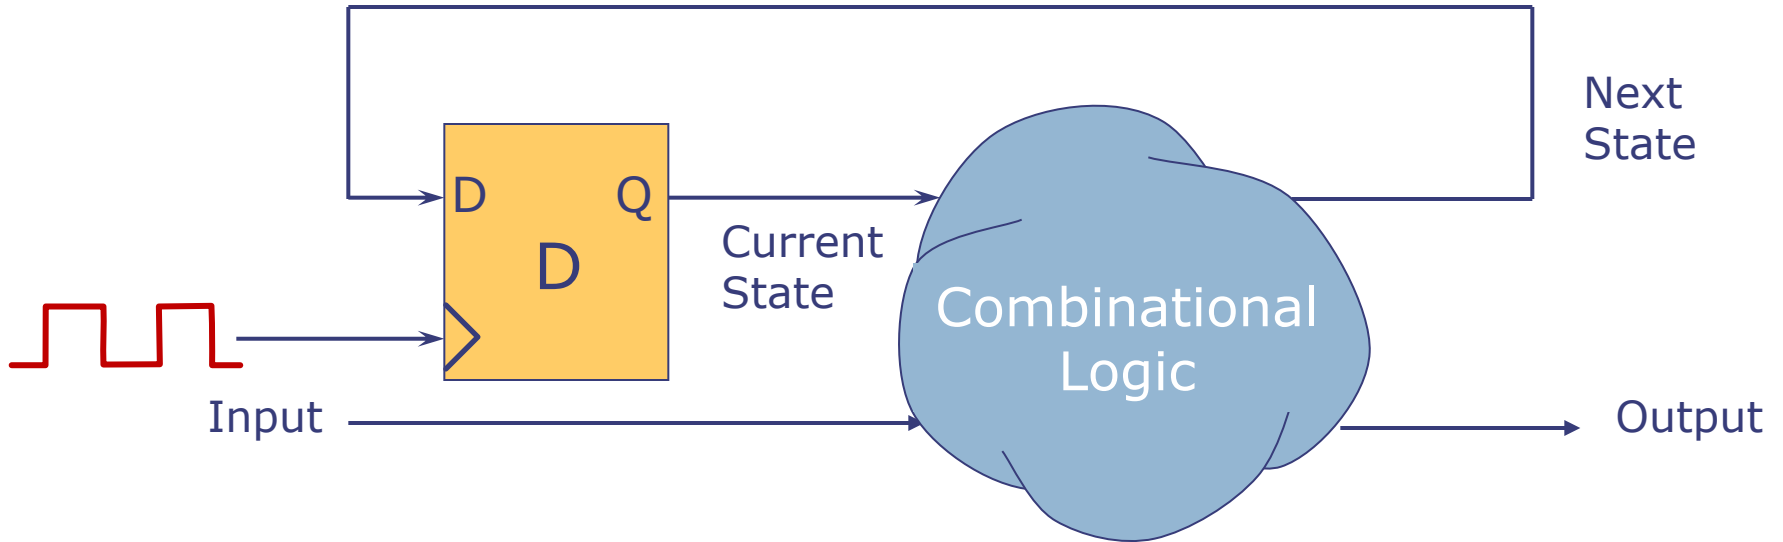 Next
State
D
Q
D
Current
State
Combinational
Logic
Input
Output